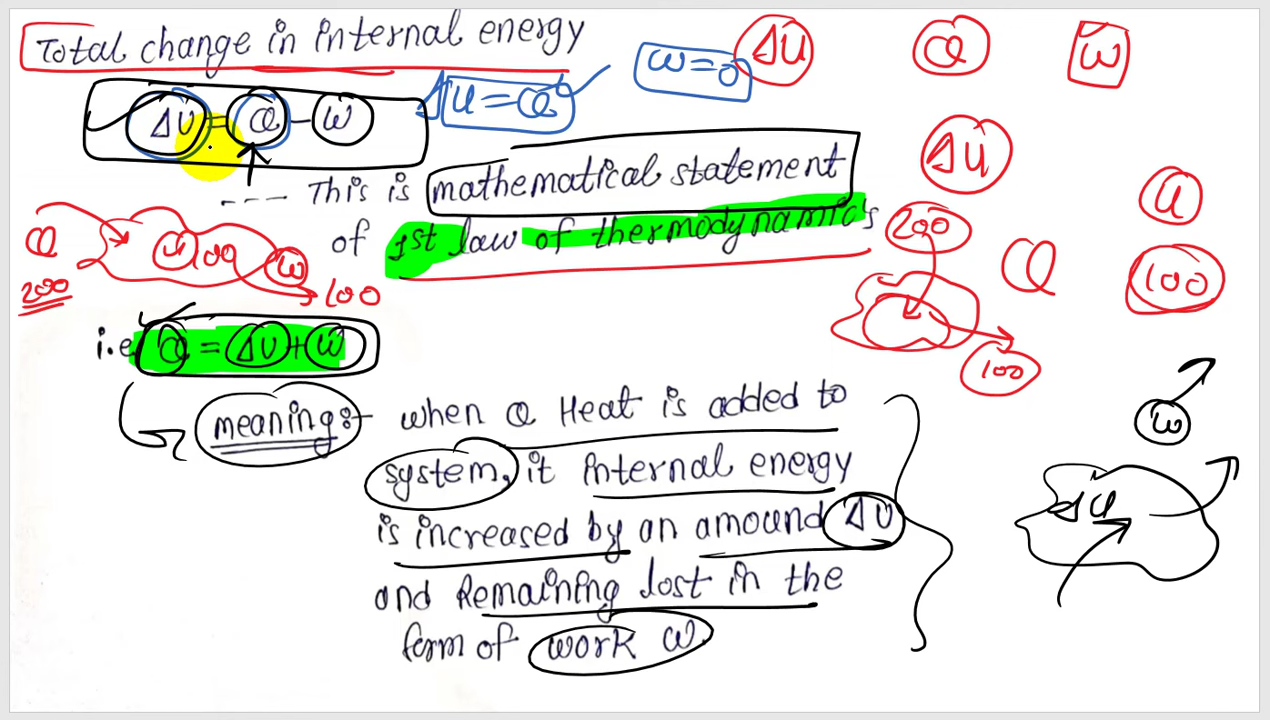 Total change in internal energy
ΔU = Q - W
ΔU = Q
W=0
ΔU
Q
W
ΔU
U
---- This is mathematical statement
of 1st law of thermodynamic's
Q
200
U 100
W
100
200
Q
100
100
i.e. Q = ΔU + W
meaning:- when Q Heat is added to
system, it internal energy
is increased by an amound ΔU
and Remaining lost in the
form of work W
W
ΔU